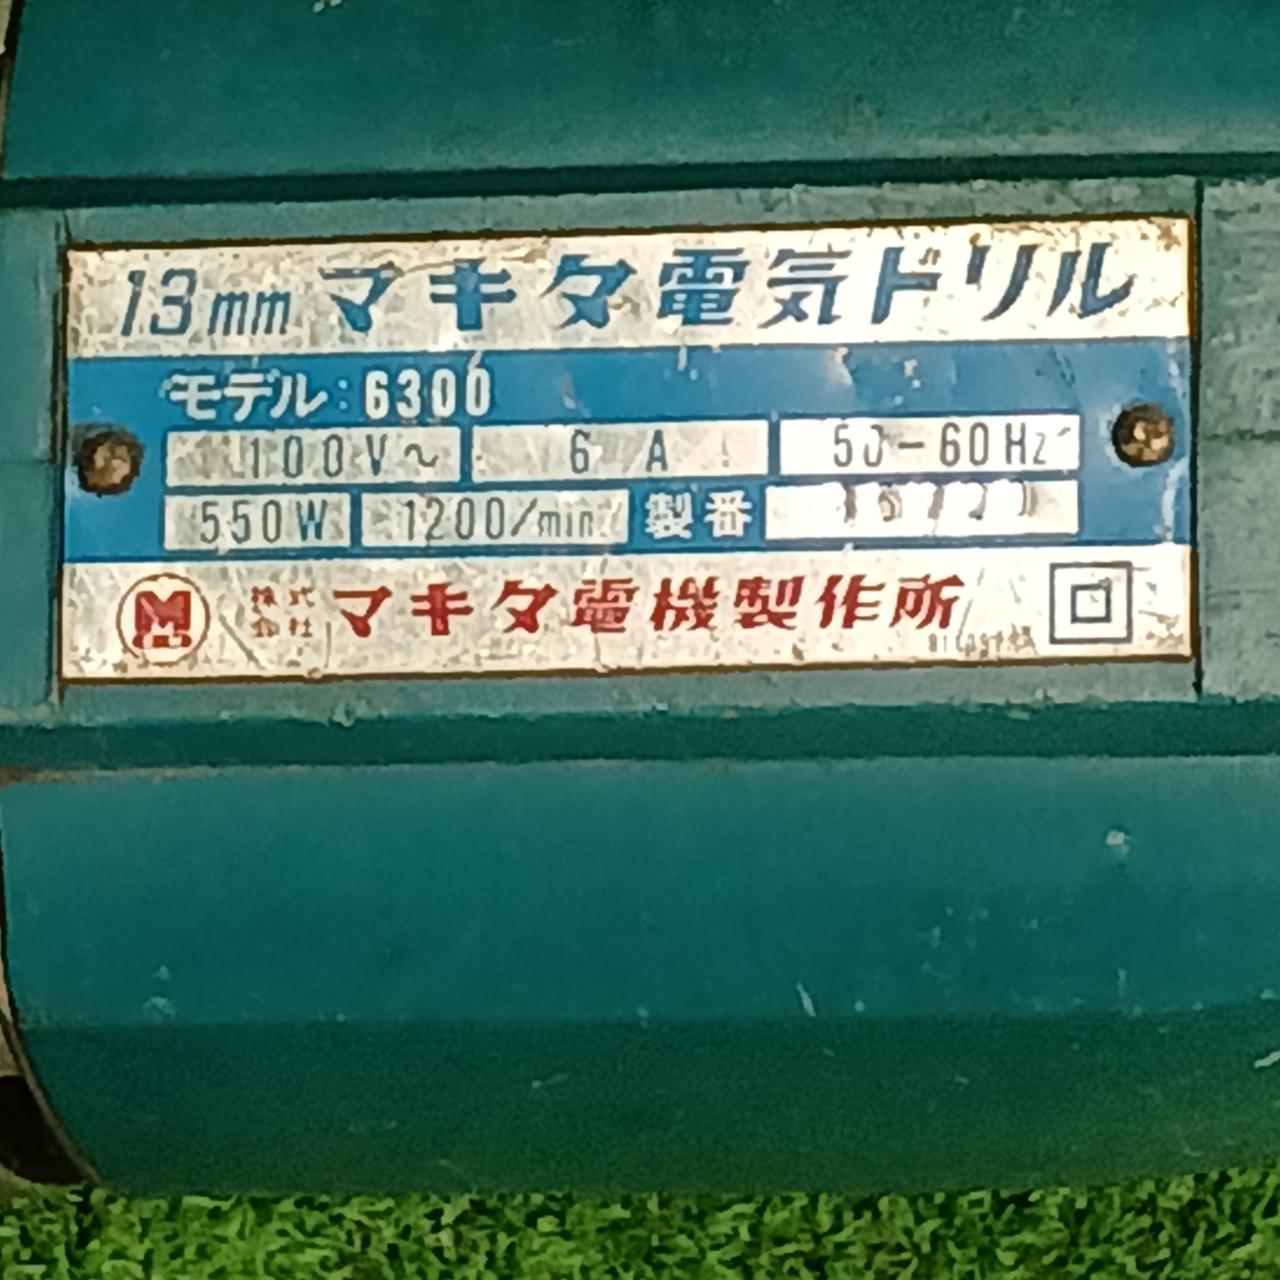 13mm マキタ電気ドリル
モデル:6300
100V~ 6 A 50-60Hz
550W 1200/min 製番
M 株式会社 マキタ電機製作所